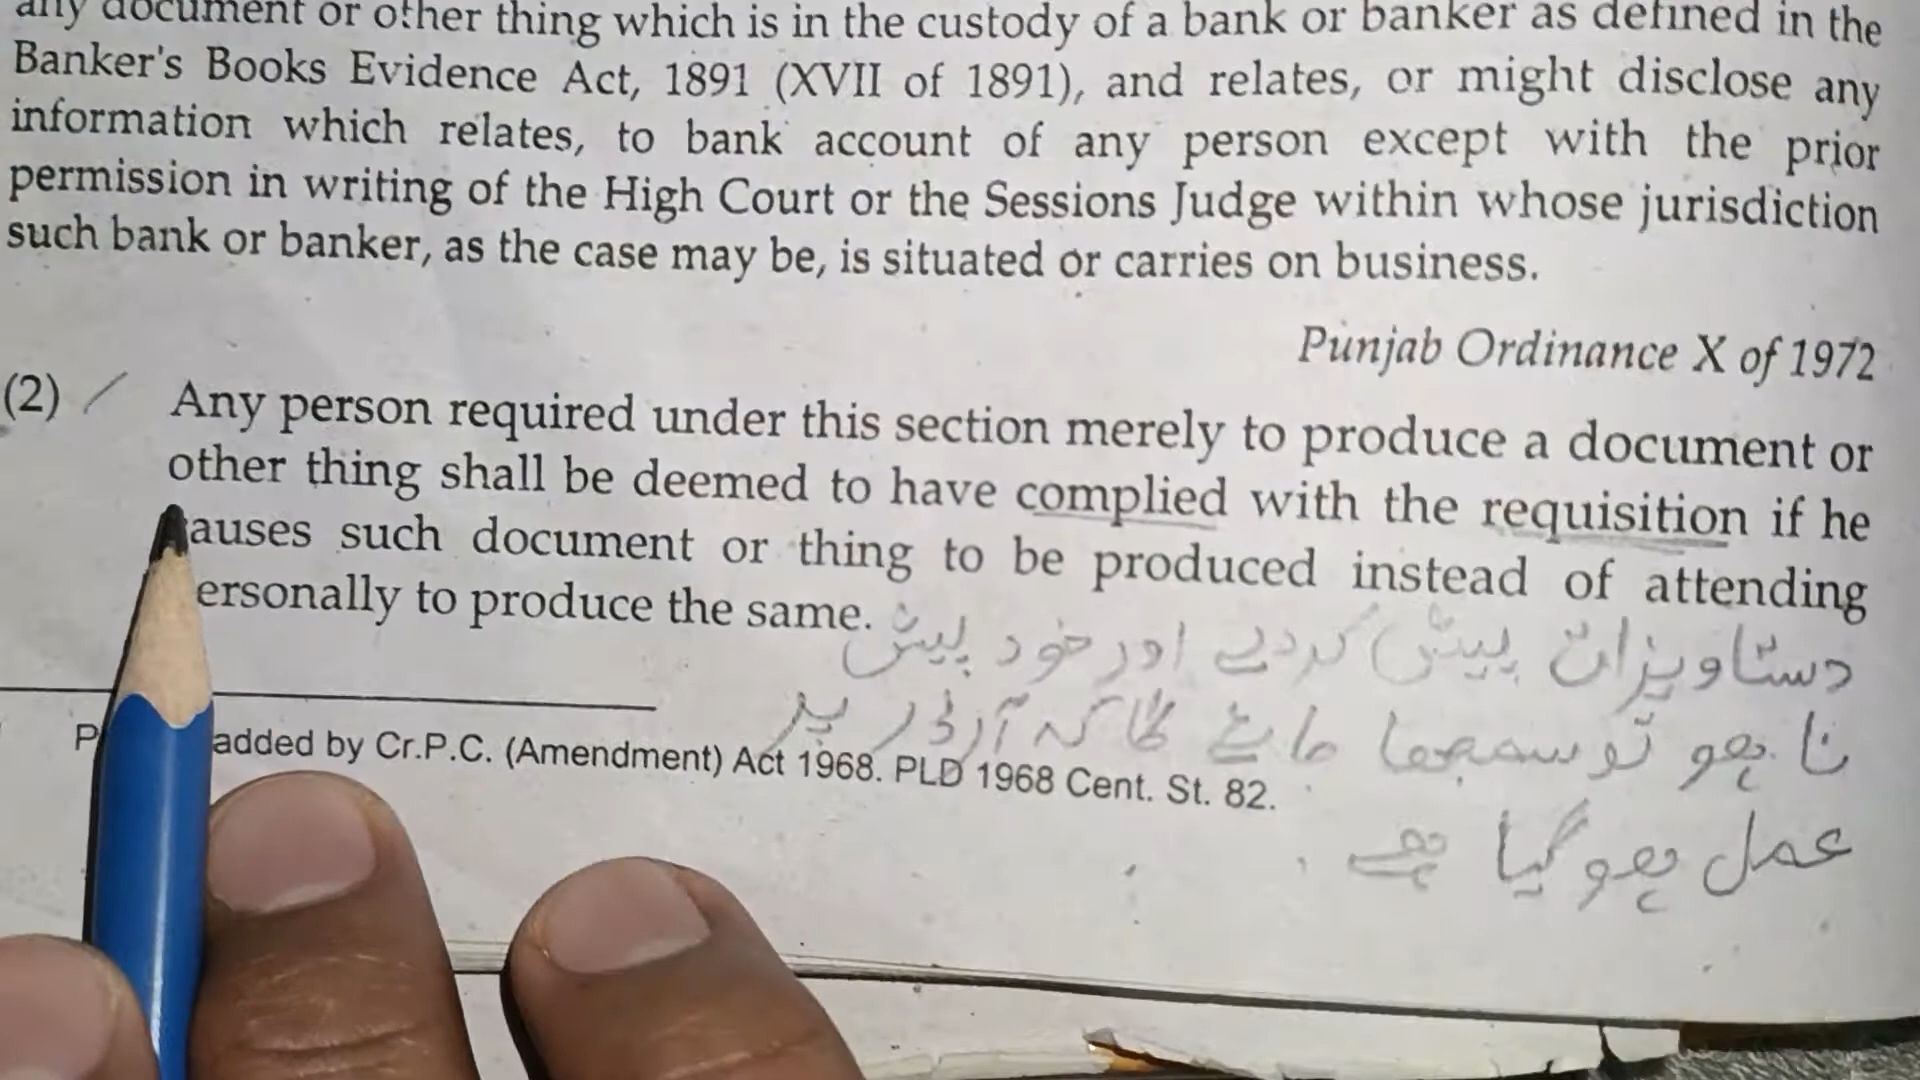 any document or other thing which is in the custody of a bank or banker as defined in the
Banker's Books Evidence Act, 1891 (XVII of 1891), and relates, or might disclose any
information which relates, to bank account of any person except with the prior
permission in writing of the High Court or the Sessions Judge within whose jurisdiction
such bank or banker, as the case may be, is situated or carries on business.
Punjab Ordinance X of 1972
(2) Any person required under this section merely to produce a document or
other thing shall be deemed to have complied with the requisition if he
auses such document or thing to be produced instead of attending
ersonally to produce the same.
دستاویزات پیش کردے اور خود پیش
نا ہو تو سمجھا جائے گا کہ آرڈر پر
عمل ہوگیا ہے
P added by Cr.P.C. (Amendment) Act 1968. PLD 1968 Cent. St. 82.